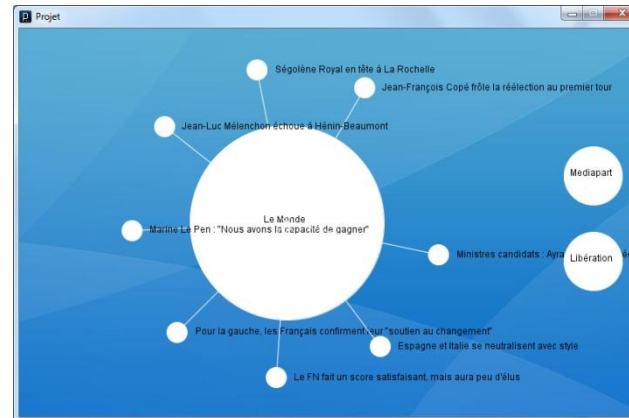 Projet
Ségolène Royal en tête à La Rochelle
Jean-François Copé frôle la réélection au premier tour
Jean-Luc Mélenchon échoue à Hénin-Beaumont
Mediapart
Le Monde
Marine Le Pen : "Nous avons la capacité de gagner"
Ministres candidats :
Libération
Pour la gauche, les Français confirment leur "soutien au changement"
Espagne et Italie se neutralisent avec style
Le FN fait un score satisfaisant, mais aura peu d'élus